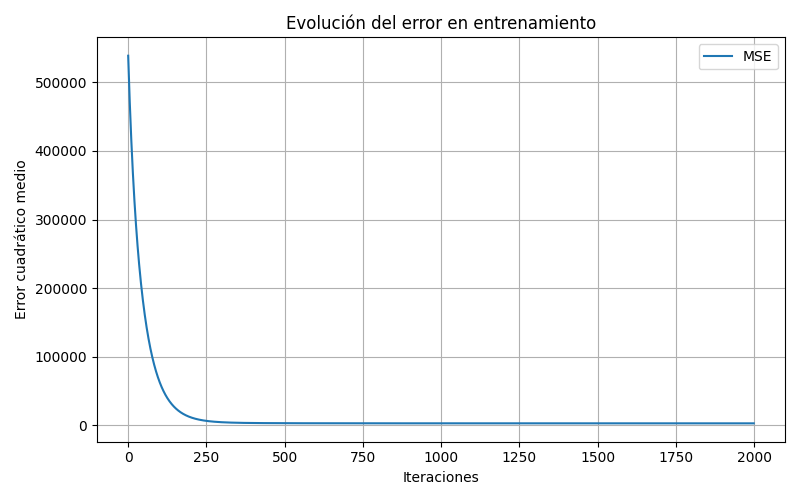 Evolución del error en entrenamiento
MSE
Error cuadrático medio
500000
400000
300000
200000
100000
0
0 250 500 750 1000 1250 1500 1750 2000
Iteraciones